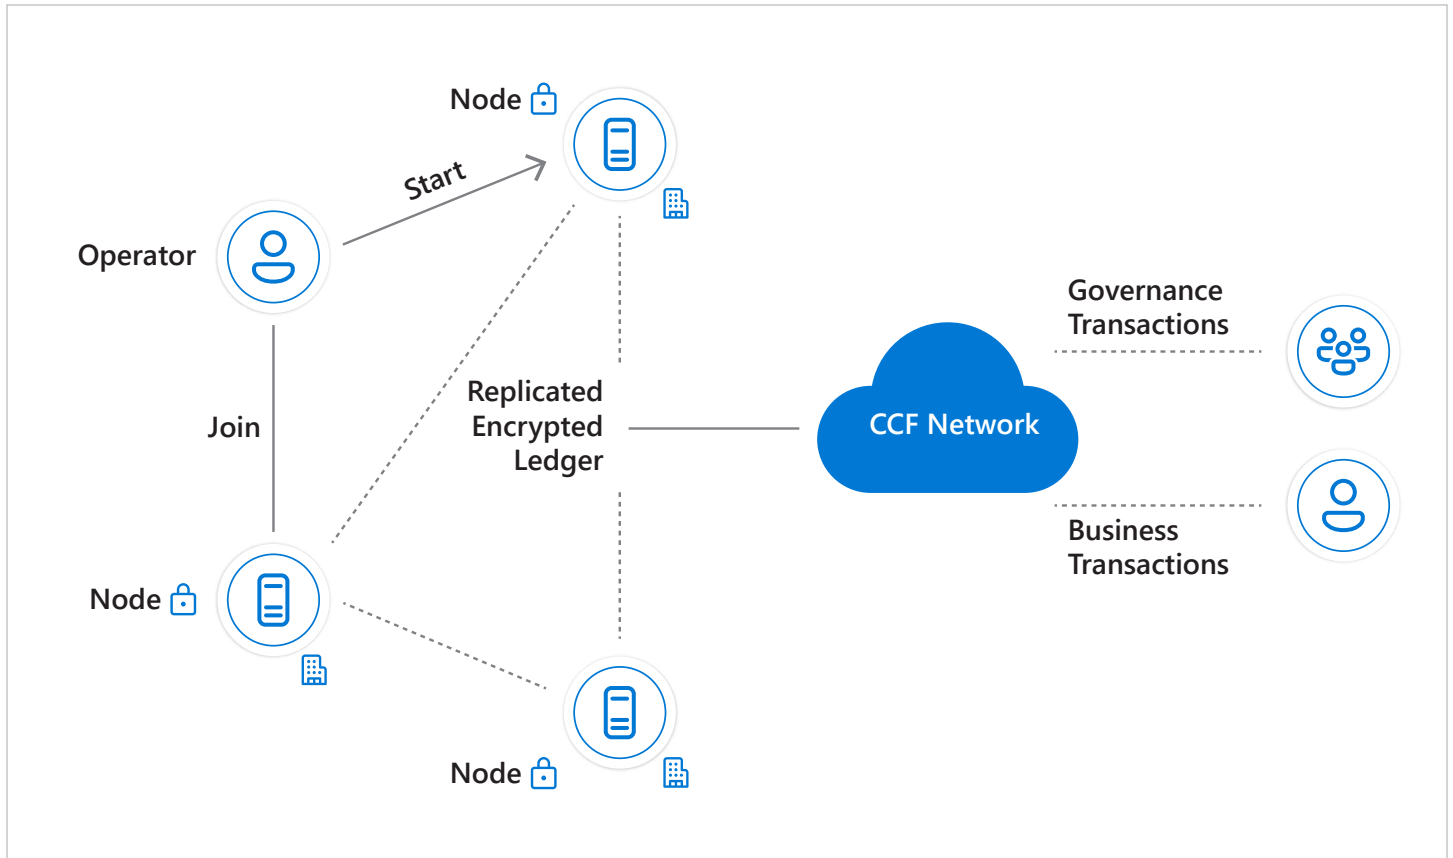 Node
Start
Operator
Governance
Transactions
Replicated
Encrypted
Ledger
Join
CCF Network
Business
Transactions
Node
Node